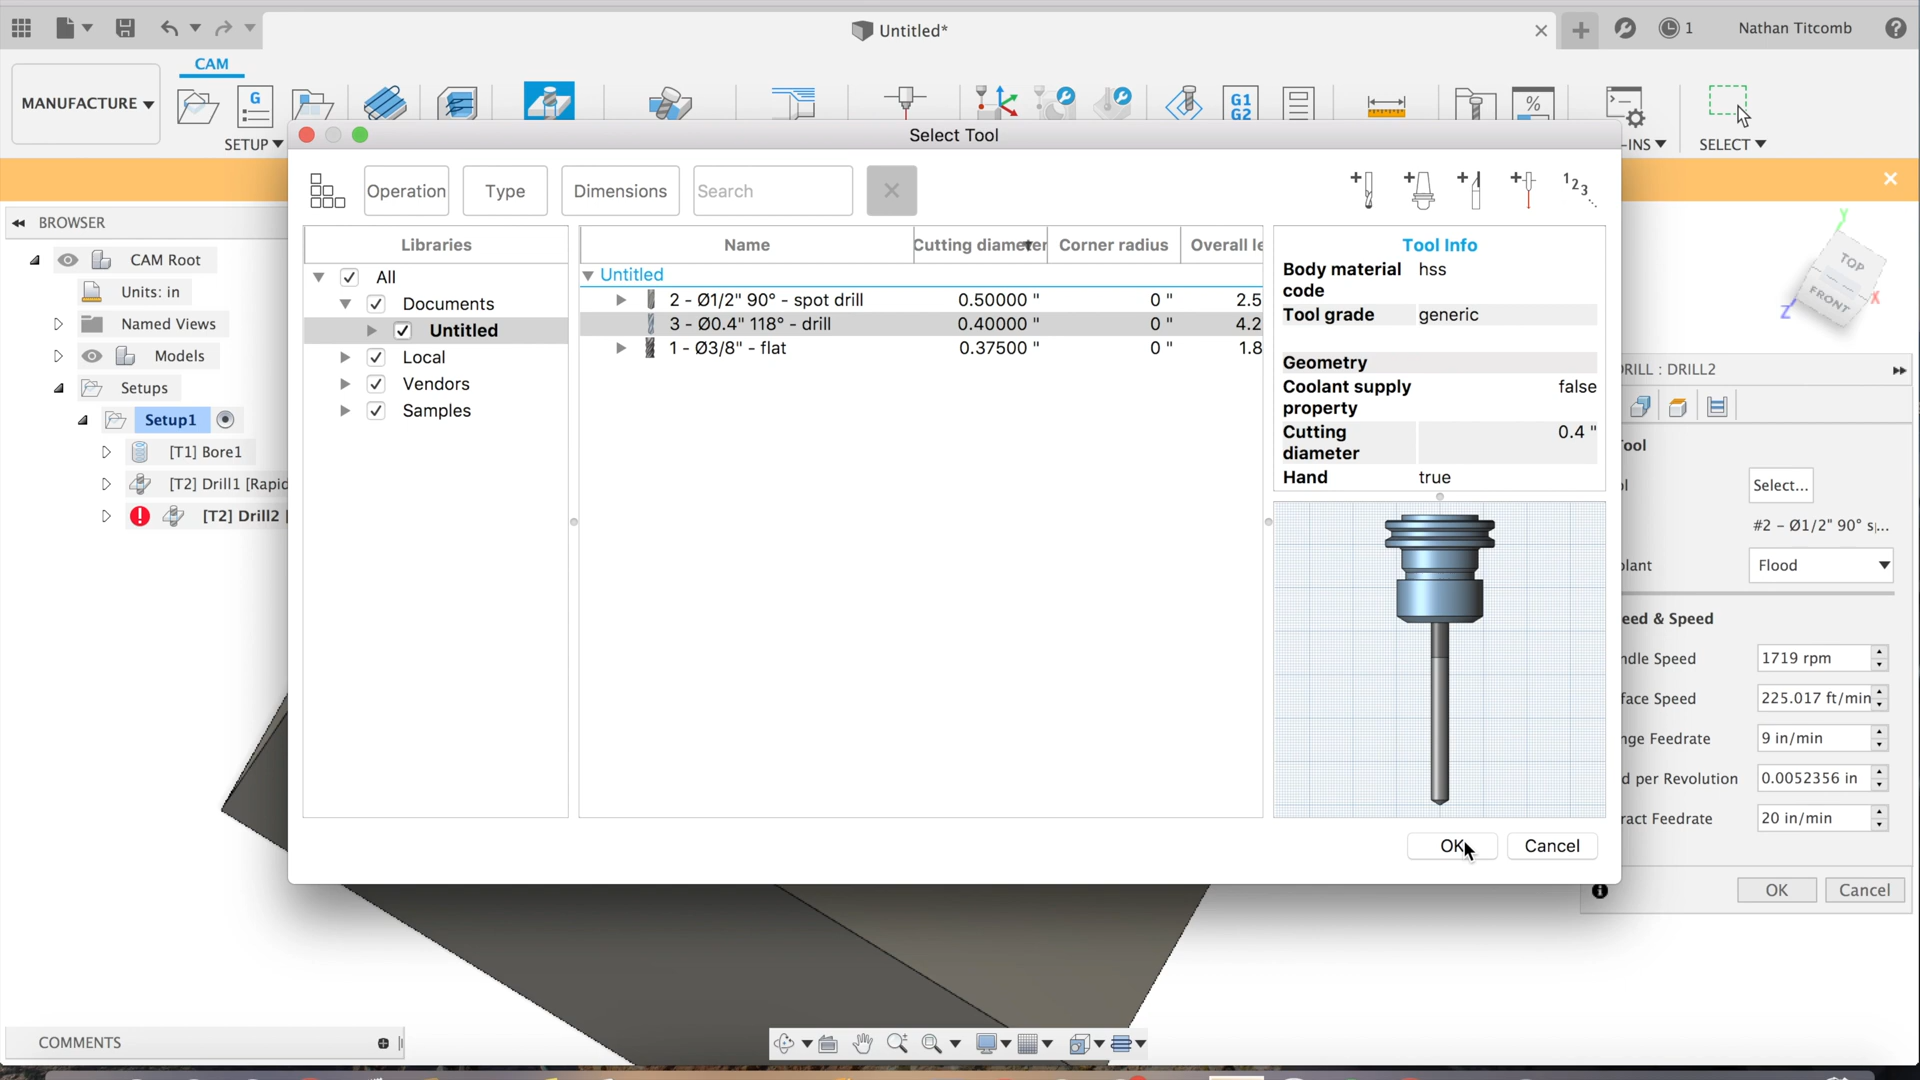 Untitled*
1
Nathan Titcomb
CAM
MANUFACTURE
G
G1
G2
%
SETUP
-INS
SELECT
Select Tool
Operation
Type
Dimensions
Search
1 2 3
BROWSER
CAM Root
Units: in
Named Views
Models
Setups
Setup1
[T1] Bore1
[T2] Drill1 [Rapid
[T2] Drill2 [
Libraries
All
Documents
Untitled
Local
Vendors
Samples
Name
Cutting diameter
Corner radius
Overall le
Untitled
2 - Ø1/2" 90° - spot drill 0.50000 " 0 " 2.5
3 - Ø0.4" 118° - drill 0.40000 " 0 " 4.2
1 - Ø3/8" - flat 0.37500 " 0 " 1.8
Tool Info
Body material code hss
Tool grade generic
Geometry
Coolant supply property false
Cutting diameter 0.4 "
Hand true
OK
Cancel
TOP
FRONT
Y
X
Z
RILL : DRILL2
ool
Select...
#2 - Ø1/2" 90° s...
lant Flood
eed & Speed
ndle Speed 1719 rpm
face Speed 225.017 ft/min
nge Feedrate 9 in/min
d per Revolution 0.0052356 in
ract Feedrate 20 in/min
OK
Cancel
COMMENTS